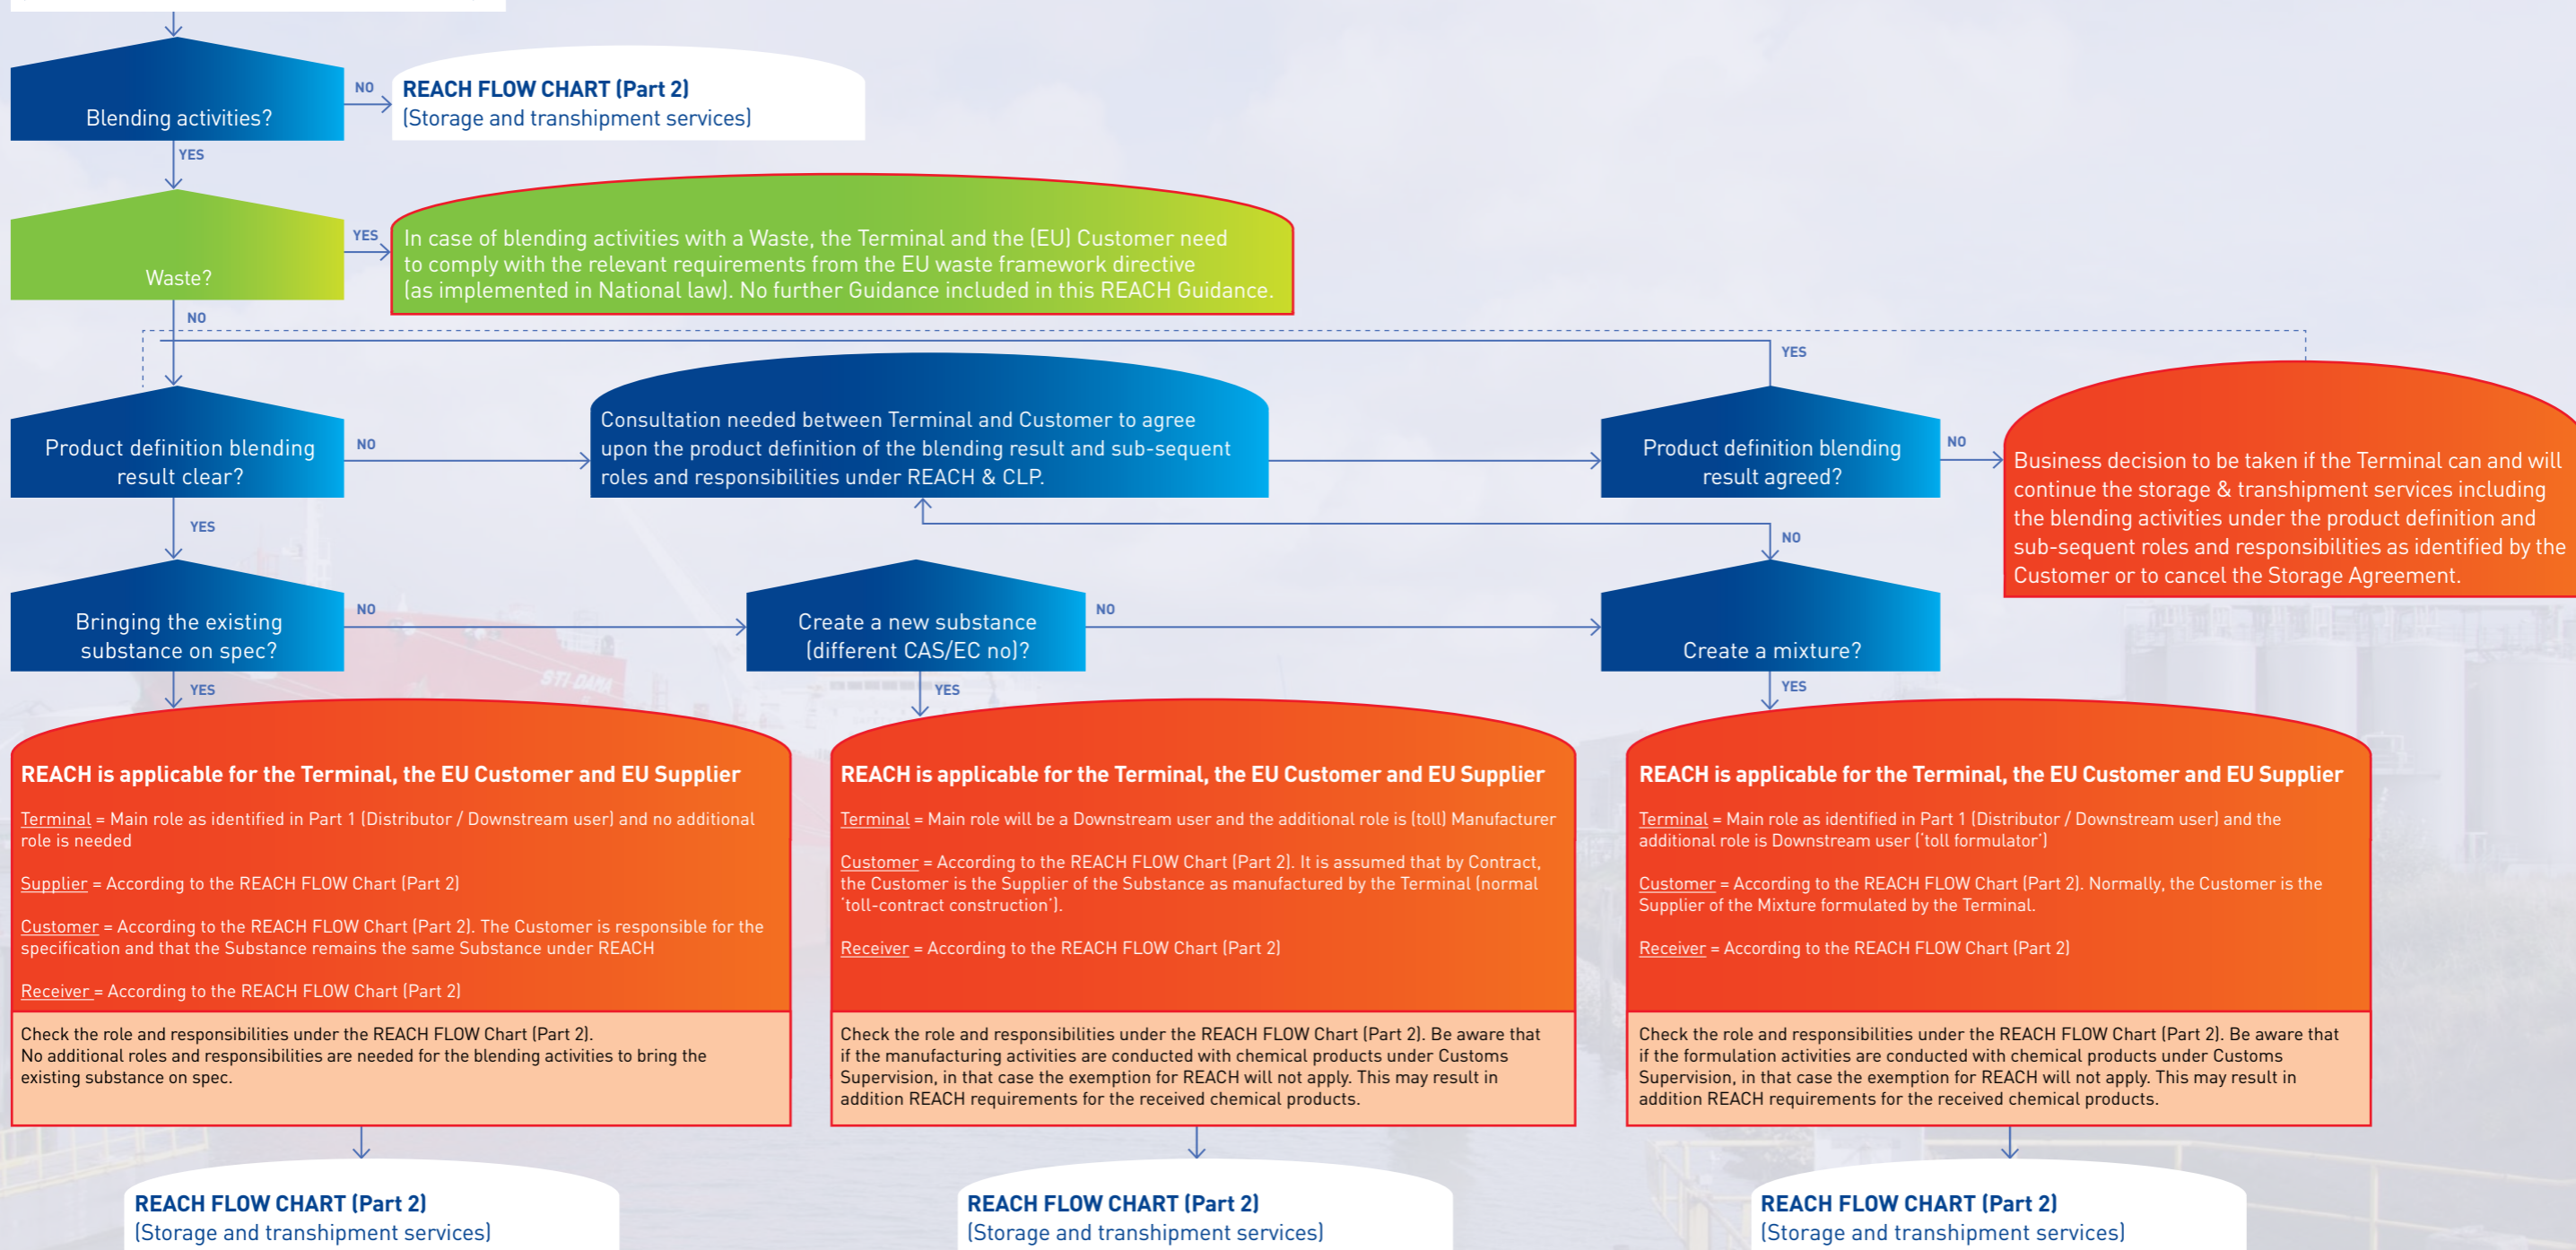 Blending activities?
NO
REACH FLOW CHART (Part 2)
(Storage and transhipment services)
YES
Waste?
YES
In case of blending activities with a Waste, the Terminal and the (EU) Customer need
to comply with the relevant requirements from the EU waste framework directive
(as implemented in National law). No further Guidance included in this REACH Guidance.
NO
Product definition blending
result clear?
NO
Consultation needed between Terminal and Customer to agree
upon the product definition of the blending result and sub-sequent
roles and responsibilities under REACH & CLP.
YES
Product definition blending
result agreed?
NO
Business decision to be taken if the Terminal can and will
continue the storage & transhipment services including
the blending activities under the product definition and
sub-sequent roles and responsibilities as identified by the
Customer or to cancel the Storage Agreement.
YES
NO
Bringing the existing
substance on spec?
NO
Create a new substance
(different CAS/EC no)?
NO
Create a mixture?
STI DAMA
YES
YES
YES
REACH is applicable for the Terminal, the EU Customer and EU Supplier
Terminal = Main role as identified in Part 1 (Distributor / Downstream user) and no additional
role is needed
Supplier = According to the REACH FLOW Chart (Part 2)
Customer = According to the REACH FLOW Chart (Part 2). The Customer is responsible for the
specification and that the Substance remains the same Substance under REACH
Receiver = According to the REACH FLOW Chart (Part 2)
Check the role and responsibilities under the REACH FLOW Chart (Part 2).
No additional roles and responsibilities are needed for the blending activities to bring the
existing substance on spec.
REACH FLOW CHART (Part 2)
(Storage and transhipment services)
REACH is applicable for the Terminal, the EU Customer and EU Supplier
Terminal = Main role will be a Downstream user and the additional role is (toll) Manufacturer
Customer = According to the REACH FLOW Chart (Part 2). It is assumed that by Contract,
the Customer is the Supplier of the Substance as manufactured by the Terminal (normal
'toll-contract construction').
Receiver = According to the REACH FLOW Chart (Part 2)
Check the role and responsibilities under the REACH FLOW Chart (Part 2). Be aware that
if the manufacturing activities are conducted with chemical products under Customs
Supervision, in that case the exemption for REACH will not apply. This may result in
addition REACH requirements for the received chemical products.
REACH FLOW CHART (Part 2)
(Storage and transhipment services)
REACH is applicable for the Terminal, the EU Customer and EU Supplier
Terminal = Main role as identified in Part 1 (Distributor / Downstream user) and the
additional role is Downstream user ('toll formulator')
Customer = According to the REACH FLOW Chart (Part 2). Normally, the Customer is the
Supplier of the Mixture formulated by the Terminal.
Receiver = According to the REACH FLOW Chart (Part 2)
Check the role and responsibilities under the REACH FLOW Chart (Part 2). Be aware that
if the formulation activities are conducted with chemical products under Customs
Supervision, in that case the exemption for REACH will not apply. This may result in
addition REACH requirements for the received chemical products.
REACH FLOW CHART (Part 2)
(Storage and transhipment services)